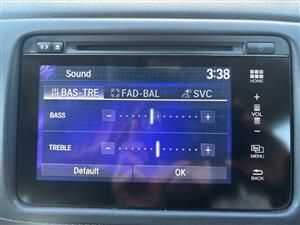 Sound
3:38
BAS-TRE FAD-BAL SVC
BASS - +
TREBLE - +
Default OK
HOME
+
VOL
-
MENU
BACK